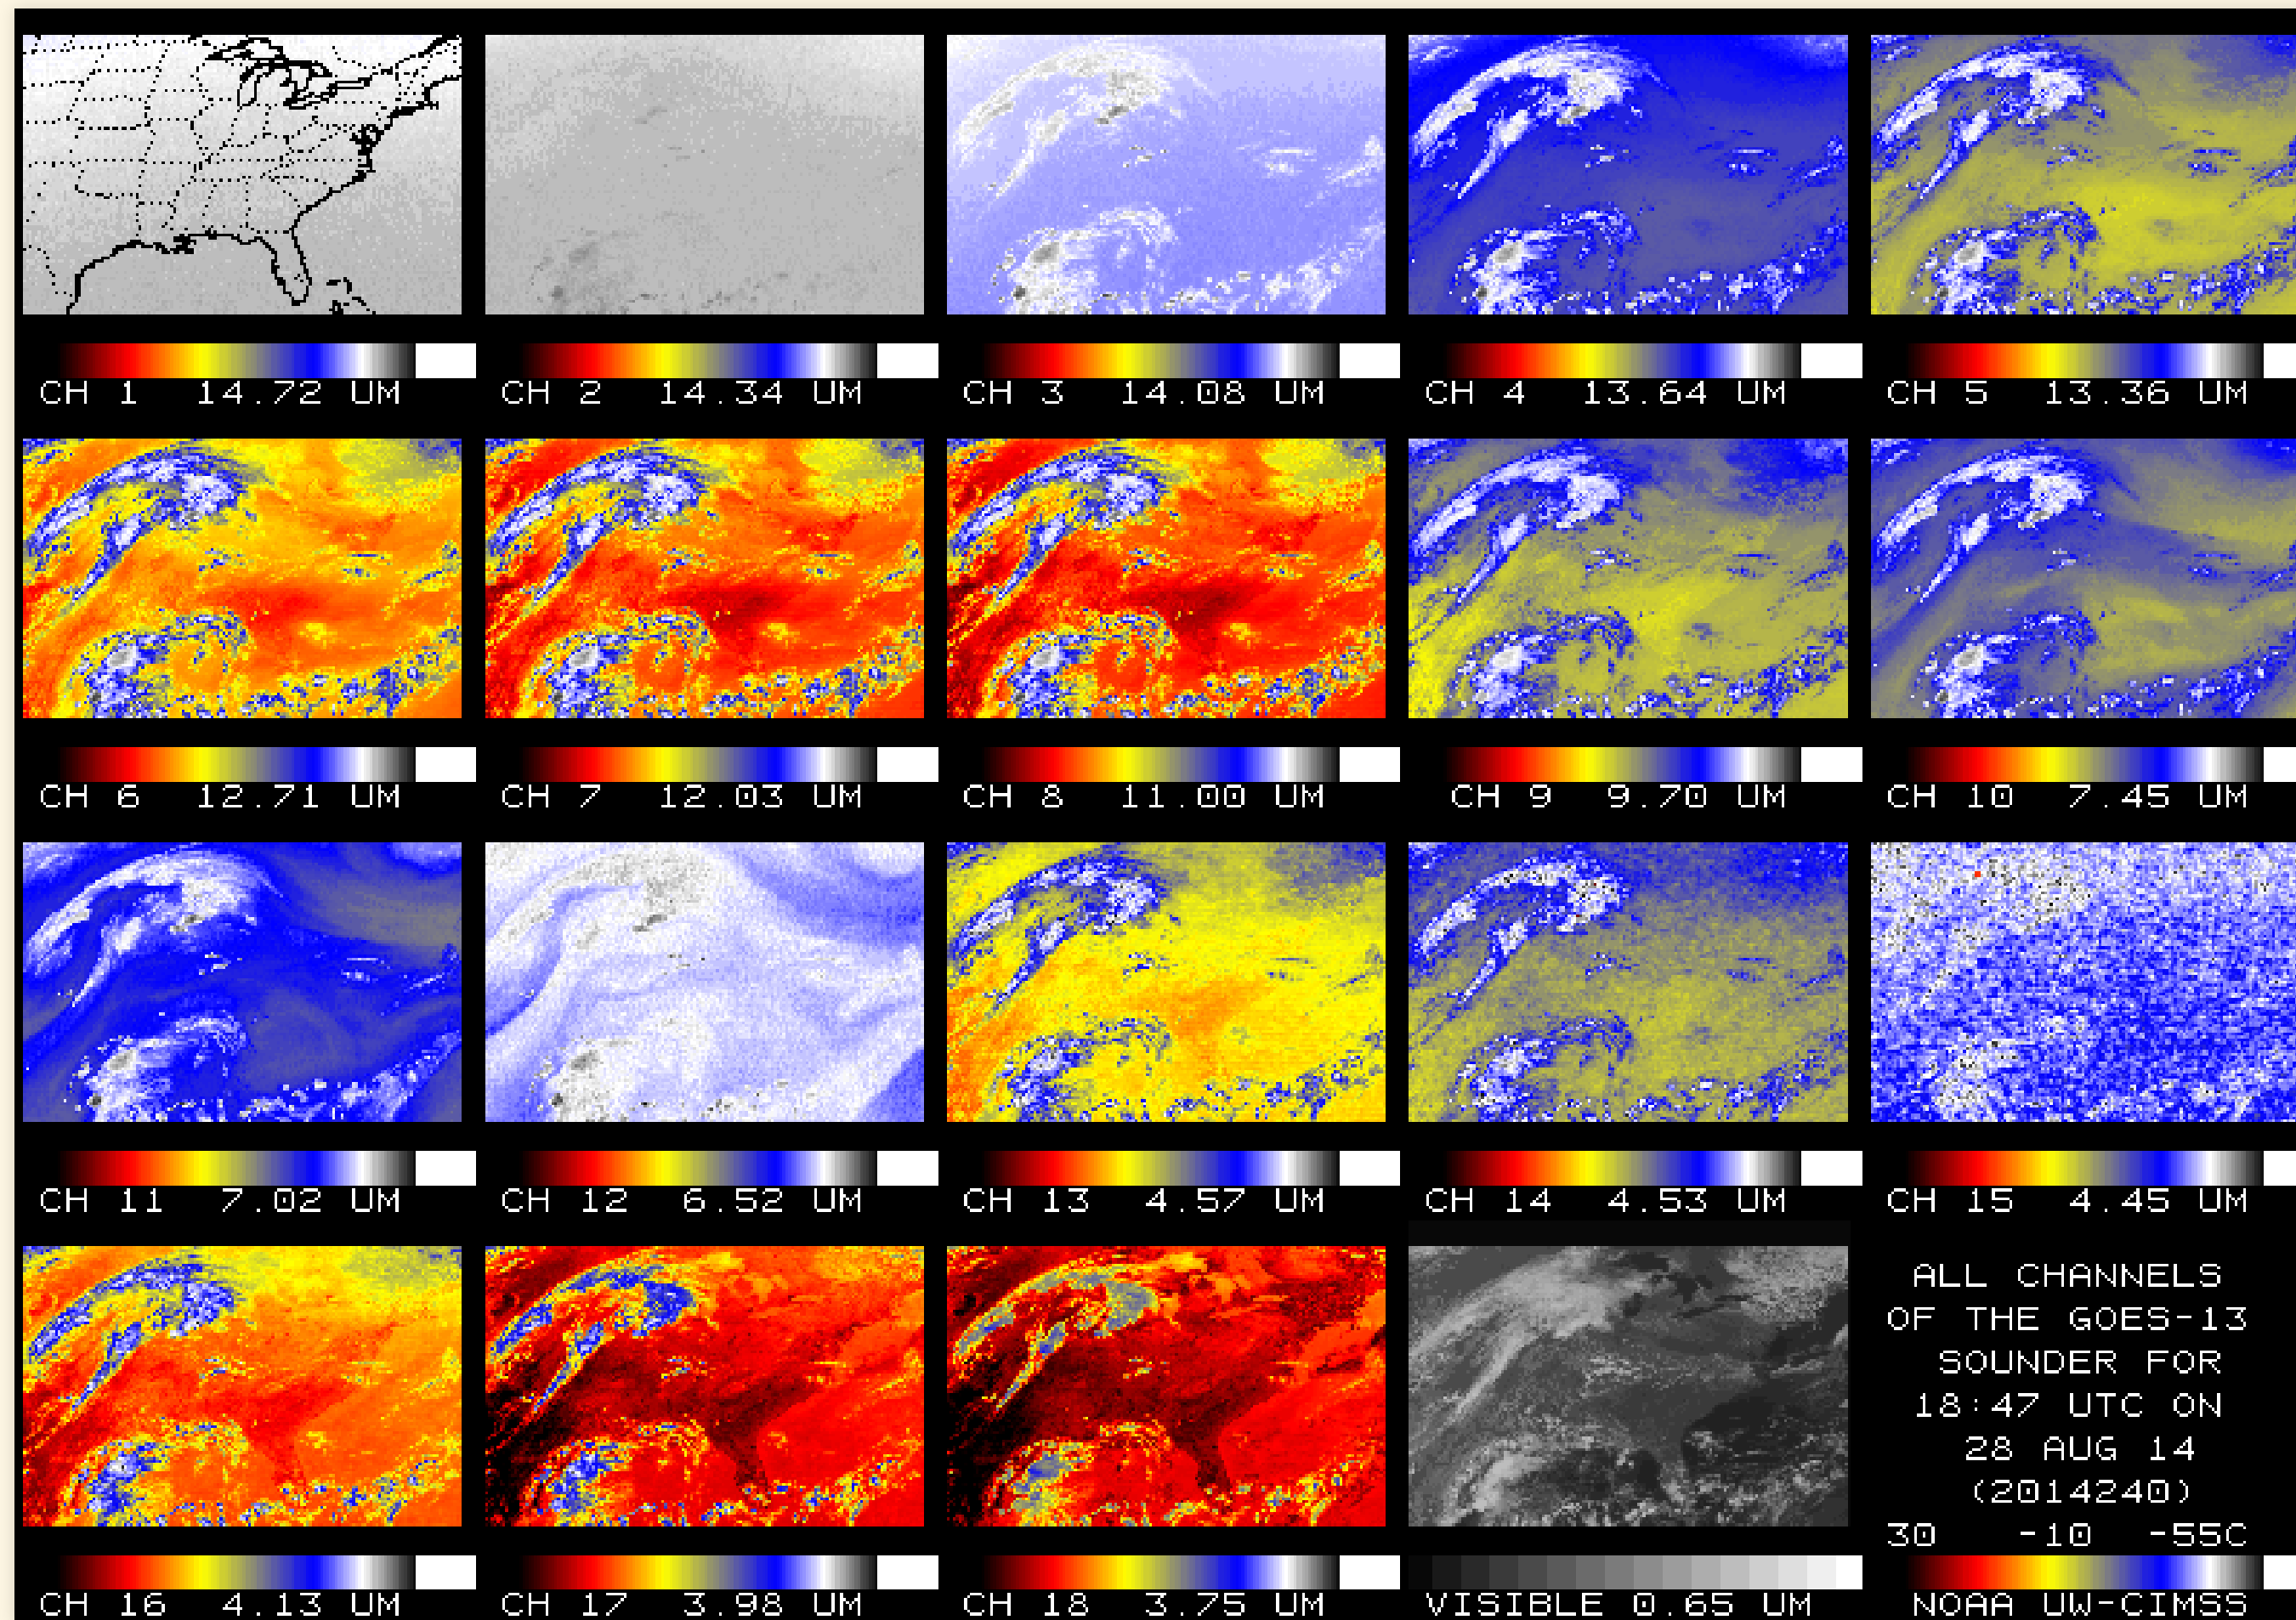 CH 1 14.72 UM
CH 2 14.34 UM
CH 3 14.08 UM
CH 4 13.64 UM
CH 5 13.36 UM
CH 6 12.71 UM
CH 7 12.03 UM
CH 8 11.00 UM
CH 9 9.70 UM
CH 10 7.45 UM
CH 11 7.02 UM
CH 12 6.52 UM
CH 13 4.57 UM
CH 14 4.53 UM
CH 15 4.45 UM
ALL CHANNELS
OF THE GOES-13
SOUNDER FOR
18:47 UTC ON
28 AUG 14
(2014240)
30 -10 -55C
CH 16 4.13 UM
CH 17 3.98 UM
CH 18 3.75 UM
VISIBLE 0.65 UM
NOAA UW-CIMSS